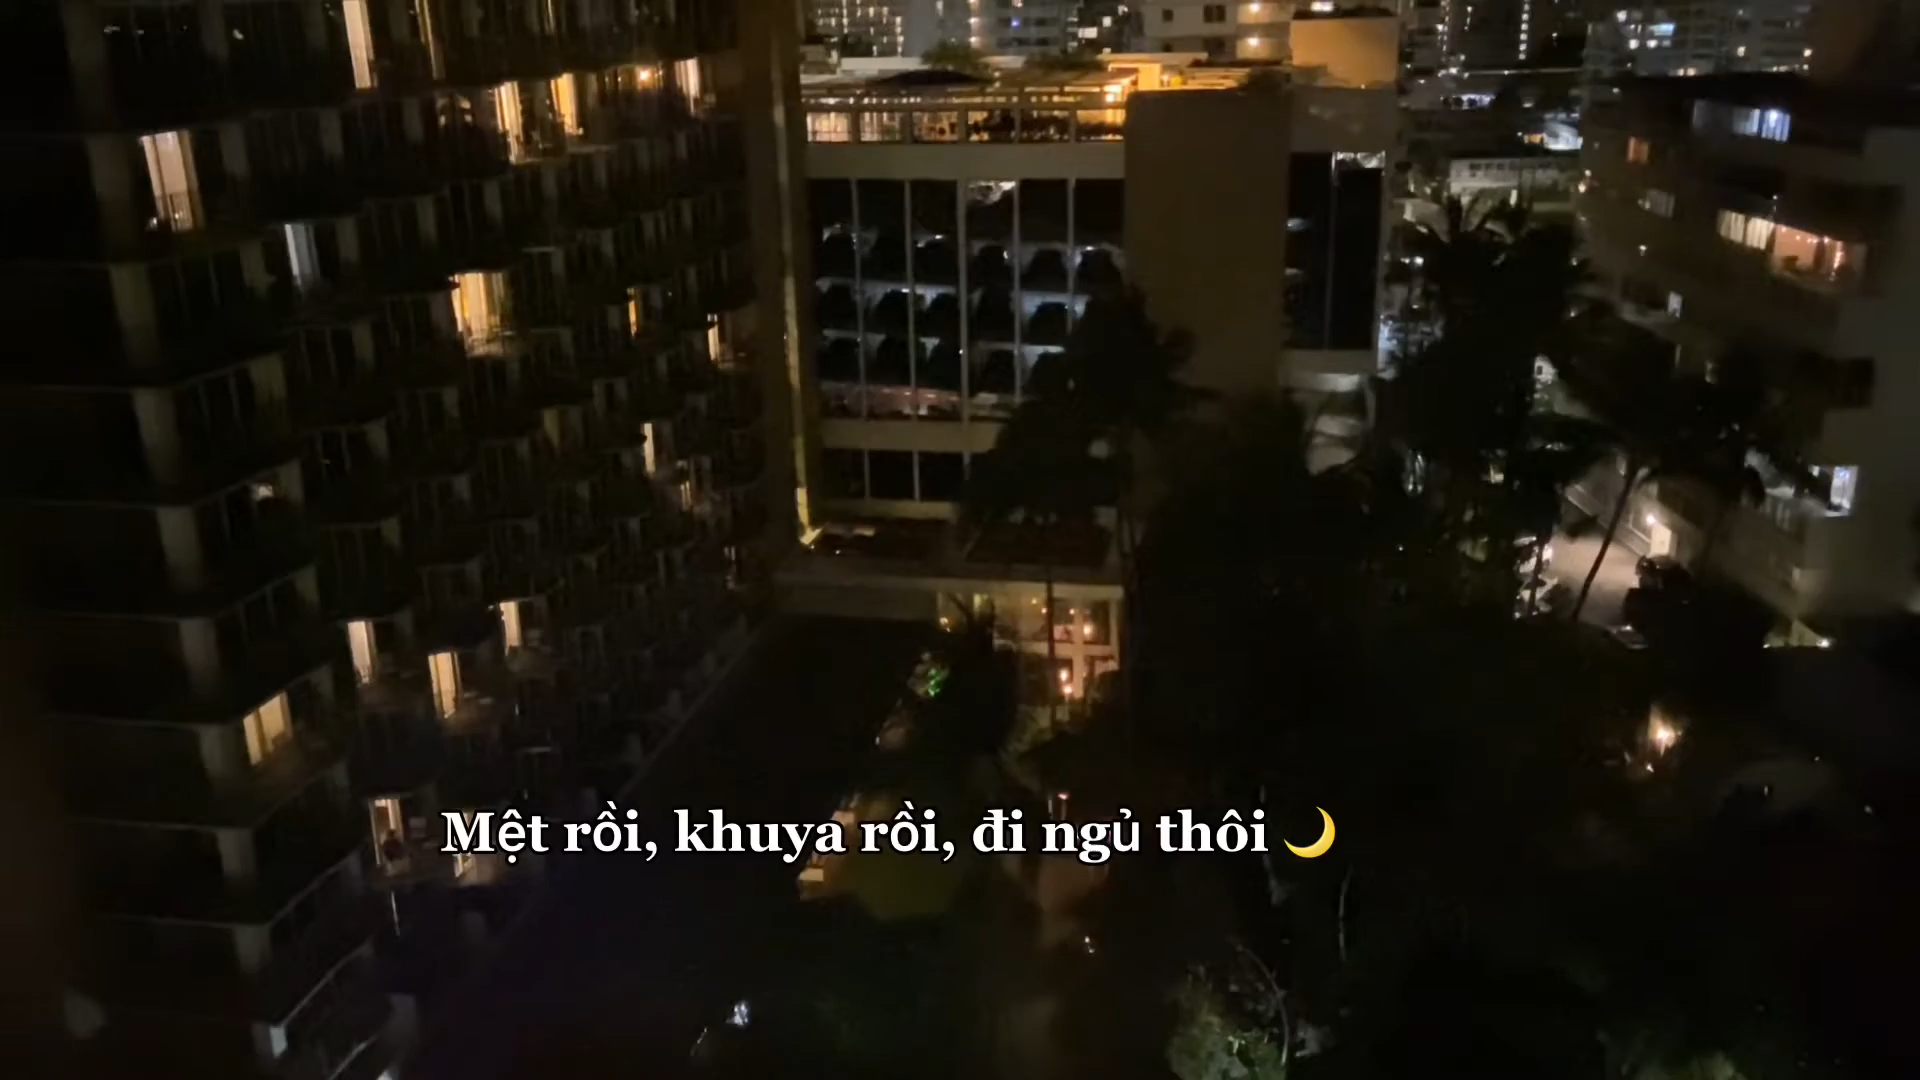 Mệt rồi, khuya rồi, đi ngủ thôi 🌙